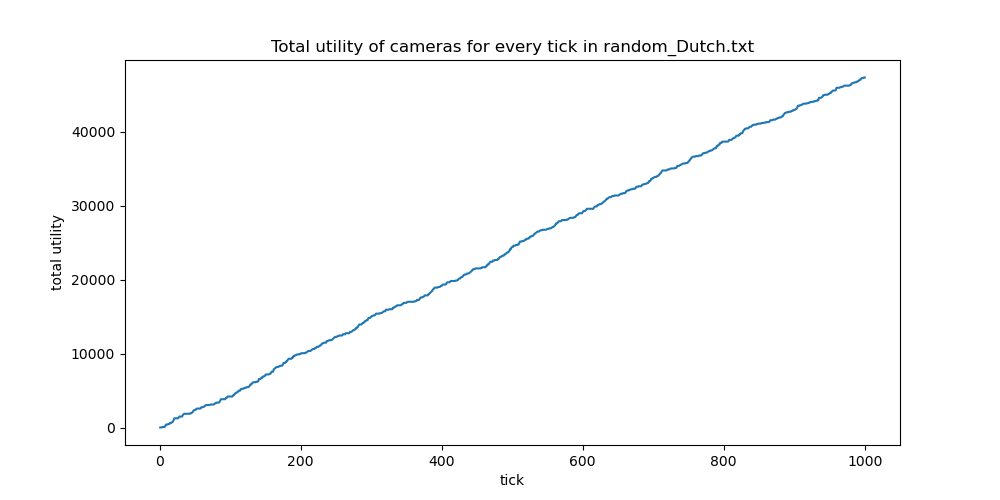 Total utility of cameras for every tick in random_Dutch.txt
total utility
40000
30000
20000
10000
0
0 200 400 600 800 1000
tick